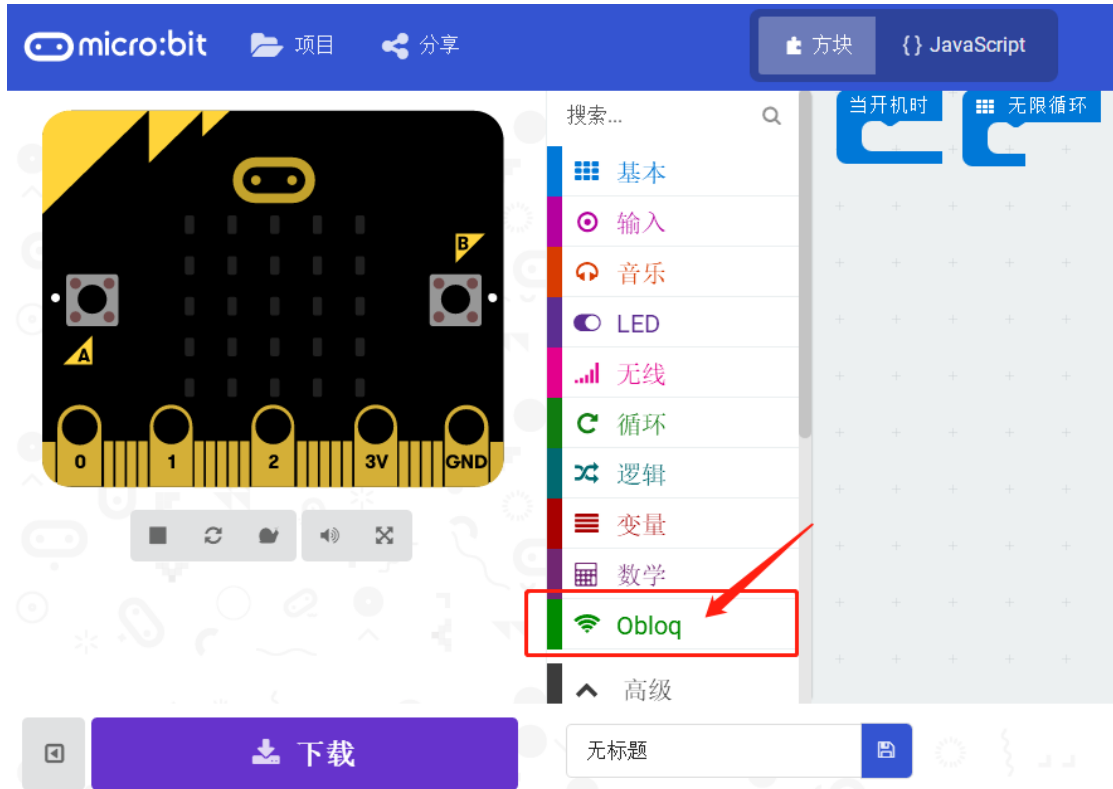 micro:bit 项目 分享 方块 {} JavaScript
搜索...
当开机时 无限循环
基本
输入
音乐
LED
无线
循环
逻辑
变量
数学
Obloq
高级
B
A
0 1 2 3V GND
下载
无标题